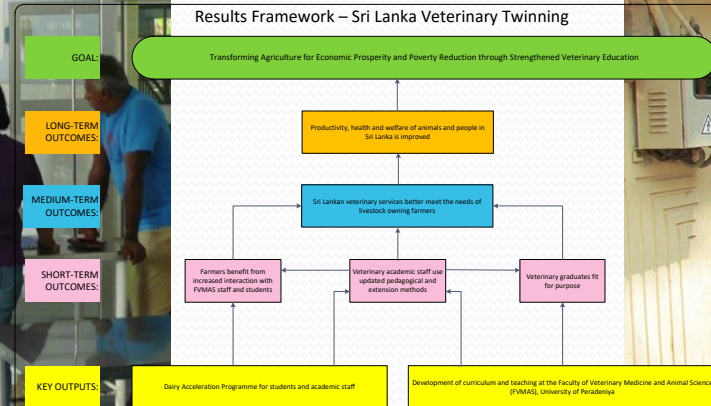 Results Framework – Sri Lanka Veterinary Twinning
GOAL:
Transforming Agriculture for Economic Prosperity and Poverty Reduction through Strengthened Veterinary Education
LONG-TERM
OUTCOMES:
Productivity, health and welfare of animals and people in
Sri Lanka is improved
MEDIUM-TERM
OUTCOMES:
Sri Lankan veterinary services better meet the needs of
livestock owning farmers
SHORT-TERM
OUTCOMES:
Farmers benefit from
increased interaction with
FVMAS staff and students
Veterinary academic staff use
updated pedagogical and
extension methods
Veterinary graduates fit
for purpose
KEY OUTPUTS:
Dairy Acceleration Programme for students and academic staff
Development of curriculum and teaching at the Faculty of Veterinary Medicine and Animal Science
(FVMAS), University of Peradeniya